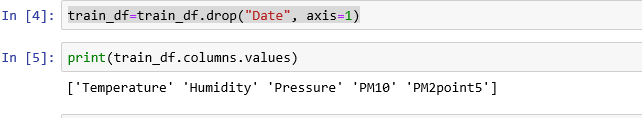 In [4]: train_df=train_df.drop("Date", axis=1)
In [5]: print(train_df.columns.values)
['Temperature' 'Humidity' 'Pressure' 'PM10' 'PM2point5']